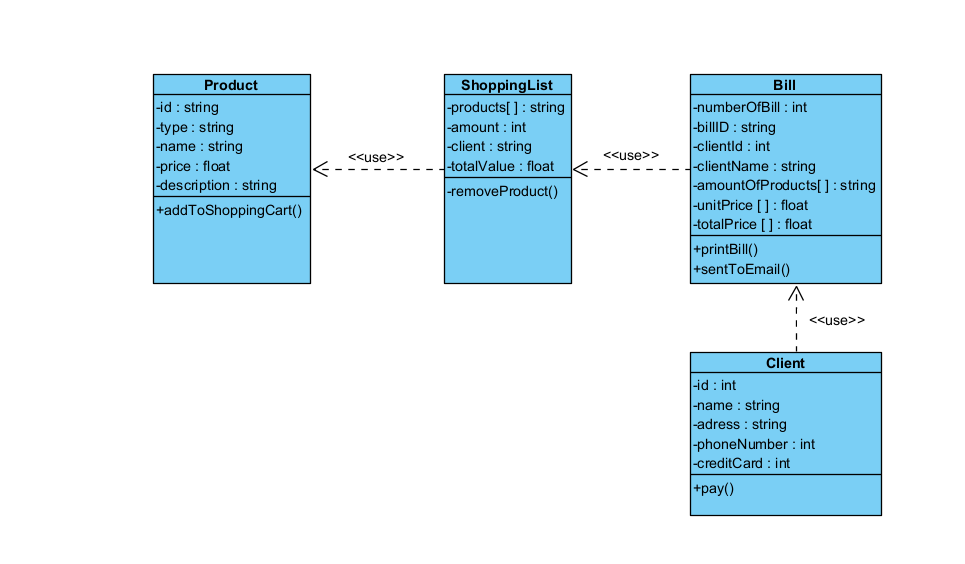 Product
-id : string
-type : string
-name : string
-price : float
-description : string
+addToShoppingCart()
<<use>>
ShoppingList
-products[ ] : string
-amount : int
-client : string
-totalValue : float
-removeProduct()
<<use>>
Bill
-numberOfBill : int
-billID : string
-clientId : int
-clientName : string
-amountOfProducts[ ] : string
-unitPrice [ ] : float
-totalPrice [ ] : float
+printBill()
+sentToEmail()
<<use>>
Client
-id : int
-name : string
-adress : string
-phoneNumber : int
-creditCard : int
+pay()